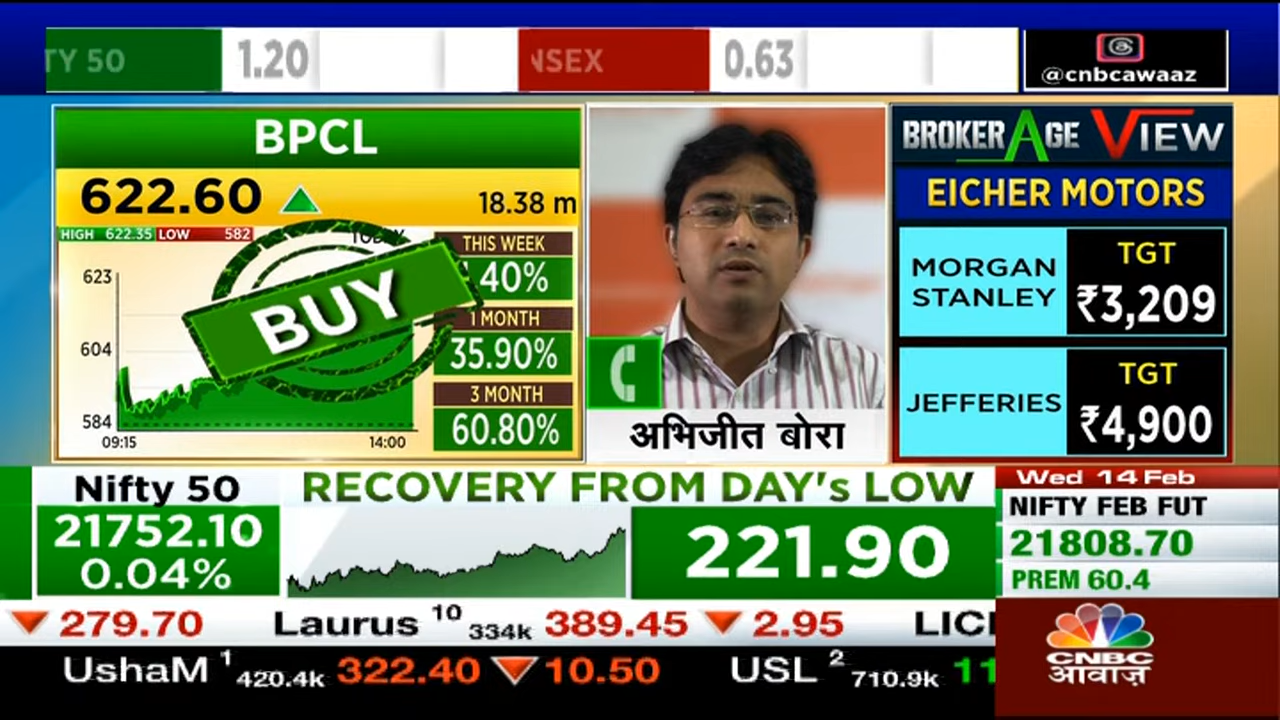 TY 50 1.20 NSEX 0.63
@cnbcawaaz
BPCL
622.60 18.38 m
HIGH 622.35 LOW 582
TODAY
BUY
623
604
584
09:15 14:00
THIS WEEK
.40%
1 MONTH
35.90%
3 MONTH
60.80%
अभिजीत बोरा
BROKERAGE VIEW
EICHER MOTORS
MORGAN STANLEY
TGT
₹3,209
JEFFERIES
TGT
₹4,900
Nifty 50
21752.10
0.04%
RECOVERY FROM DAY's LOW
221.90
Wed 14 Feb
NIFTY FEB FUT
21808.70
PREM 60.4
279.70 Laurus 10 334k 389.45 2.95 LICI
UshaM 1 420.4k 322.40 10.50 USL 2 710.9k 11
CNBC
आवाज़